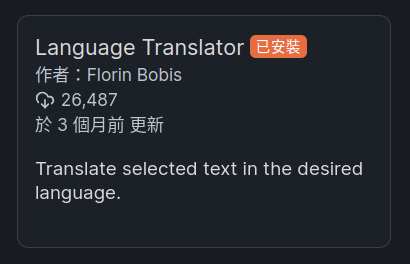 Language Translator 已安裝
作者：Florin Bobis
26,487
於 3 個月前 更新
Translate selected text in the desired
language.